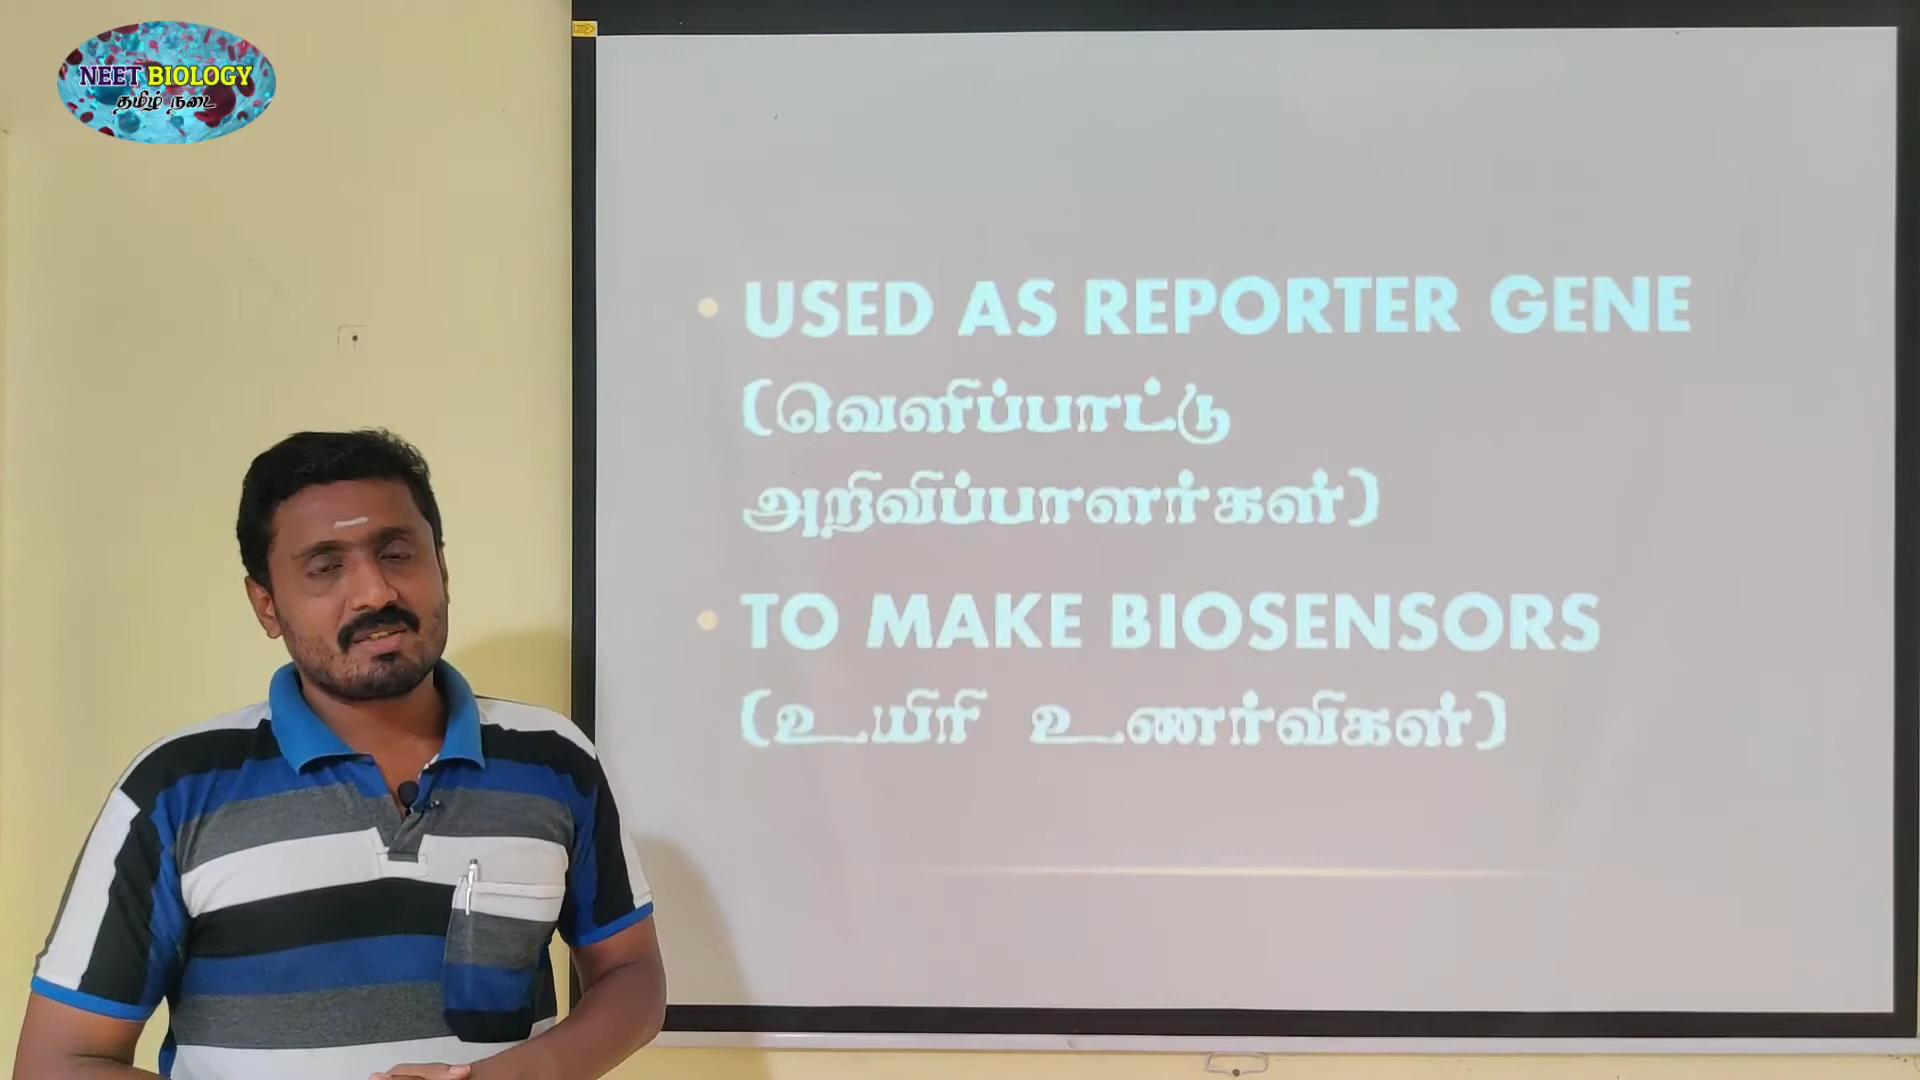 NEET BIOLOGY
தமிழ் நடை
• USED AS REPORTER GENE
(வெளிப்பாட்டு
அறிவிப்பாளர்கள்)
• TO MAKE BIOSENSORS
(உயிரி உணர்விகள்)